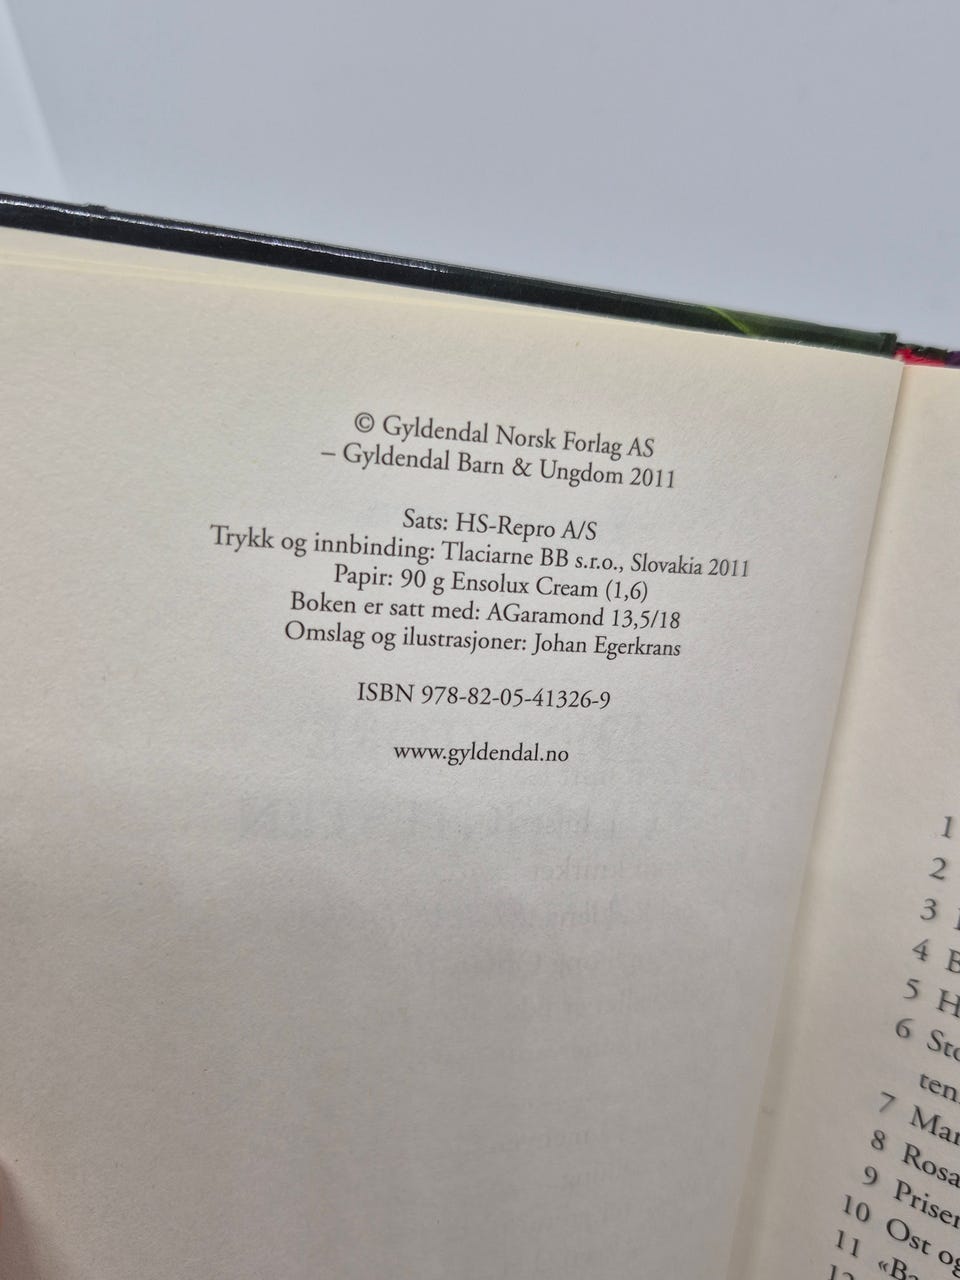 © Gyldendal Norsk Forlag AS
– Gyldendal Barn & Ungdom 2011
Sats: HS-Repro A/S
Trykk og innbinding: Tlaciarne BB s.r.o., Slovakia 2011
Papir: 90 g Ensolux Cream (1,6)
Boken er satt med: AGaramond 13,5/18
Omslag og ilustrasjoner: Johan Egerkrans
ISBN 978-82-05-41326-9
www.gyldendal.no
1
2
3
4
5
6
7
8 Rosa
9
10 Ost
11
12